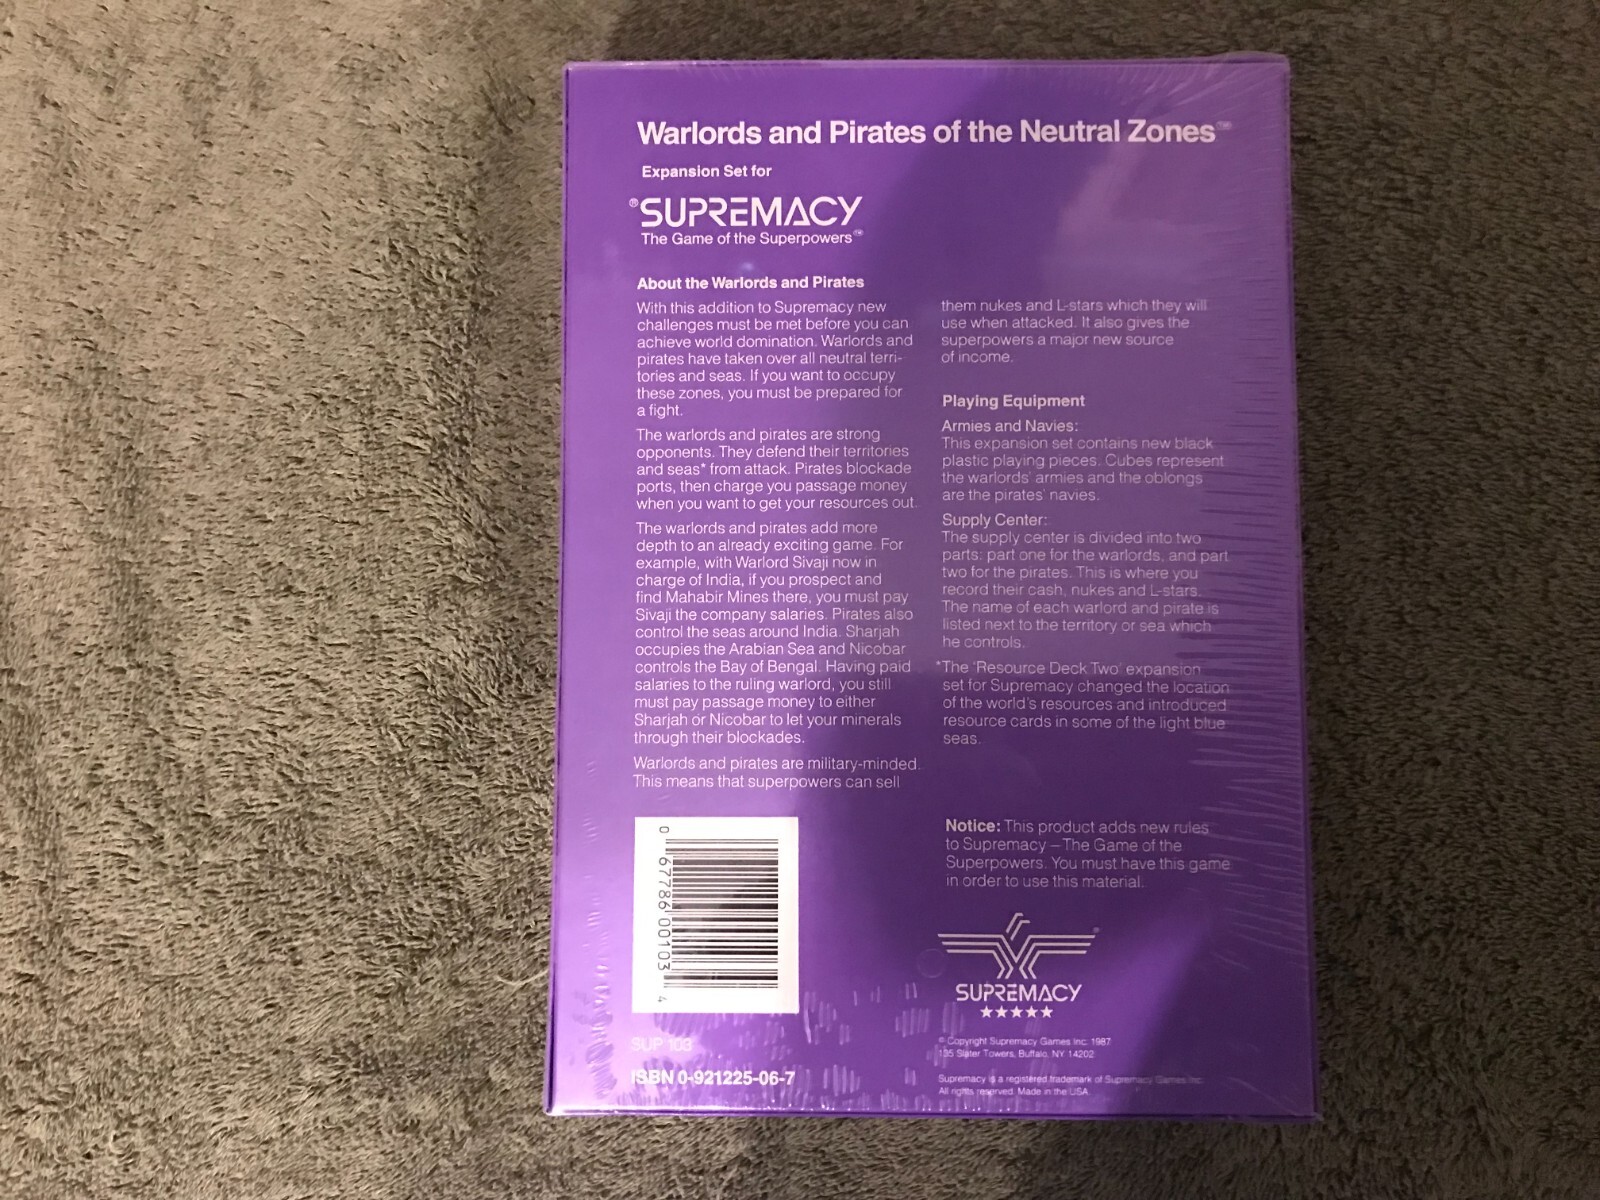 Warlords and Pirates of the Neutral Zones™
Expansion Set for
®SUPREMACY
The Game of the Superpowers™
About the Warlords and Pirates
With this addition to Supremacy new
challenges must be met before you can
achieve world domination. Warlords and
pirates have taken over all neutral terri-
tories and seas. If you want to occupy
these zones, you must be prepared for
a fight.
The warlords and pirates are strong
opponents. They defend their territories
and seas* from attack. Pirates blockade
ports, then charge you passage money
when you want to get your resources out.
The warlords and pirates add more
depth to an already exciting game. For
example, with Warlord Sivaji now in
charge of India, if you prospect and
find Mahabir Mines there, you must pay
Sivaji the company salaries. Pirates also
control the seas around India. Sharjah
occupies the Arabian Sea and Nicobar
controls the Bay of Bengal. Having paid
salaries to the ruling warlord, you still
must pay passage money to either
Sharjah or Nicobar to let your minerals
through their blockades.
Warlords and pirates are military-minded.
This means that superpowers can sell
them nukes and L-stars which they will
use when attacked. It also gives the
superpowers a major new source
of income.
Playing Equipment
Armies and Navies:
This expansion set contains new black
plastic playing pieces. Cubes represent
the warlords' armies and the oblongs
are the pirates' navies.
Supply Center:
The supply center is divided into two
parts: part one for the warlords, and part
two for the pirates. This is where you
record their cash, nukes and L-stars.
The name of each warlord and pirate is
listed next to the territory or sea which
he controls.
*The 'Resource Deck Two' expansion
set for Supremacy changed the location
of the world's resources and introduced
resource cards in some of the light blue
seas.
Notice: This product adds new rules
to Supremacy – The Game of the
Superpowers. You must have this game
in order to use this material.
0 67786 00103 4
SUPREMACY®
★★★★★
SUP 103
ISBN 0-921225-06-7
© Copyright Supremacy Games Inc. 1987
135 Slater Towers, Buffalo, NY 14202
Supremacy is a registered trademark of Supremacy Games Inc.
All rights reserved. Made in the USA.